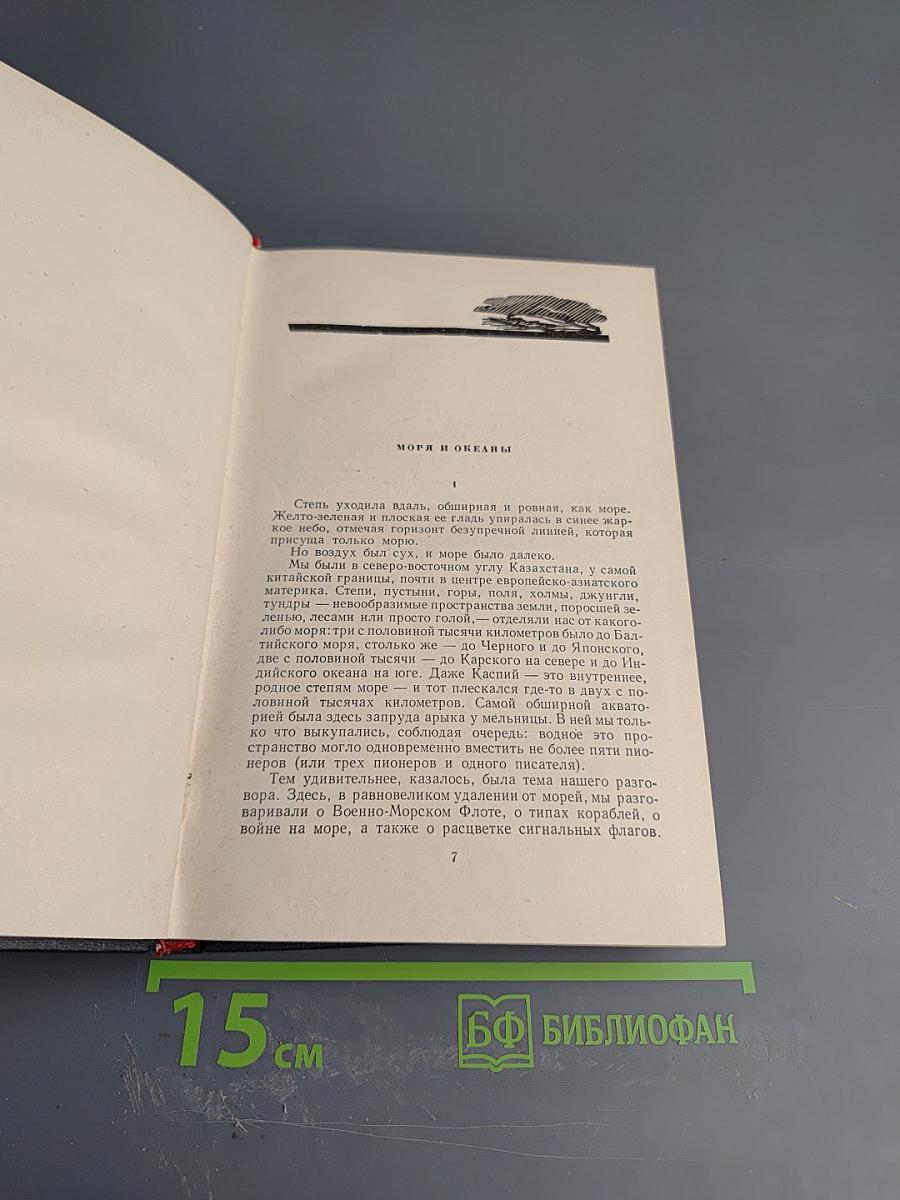 МОРЯ И ОКЕАНЫ
I
Степь уходила вдаль, обширная и ровная, как море.
Желто-зеленая и плоская ее гладь упиралась в синее жар-
кое небо, отмечая горизонт безупречной линией, которая
присуща только морю.
Но воздух был сух, и море было далеко.
Мы были в северо-восточном углу Казахстана, у самой
китайской границы, почти в центре европейско-азиатского
материка. Степи, пустыни, горы, поля, холмы, джунгли,
тундры — невообразимые пространства земли, поросшей зе-
ленью, лесами или просто голой,— отделяли нас от какого-
либо моря: три с половиной тысячи километров было до Бал-
тийского моря, столько же — до Черного и до Японского,
две с половиной тысячи — до Карского на севере и до Ин-
дийского океана на юге. Даже Каспий — это внутреннее,
родное степям море — и тот плескался где-то в двух с по-
ловиной тысячах километров. Самой обширной аквато-
рией была здесь запруда арыка у мельницы. В ней мы толь-
ко что выкупались, соблюдая очередь: водное это про-
странство могло одновременно вместить не более пяти пио-
неров (или трех пионеров и одного писателя).
Тем удивительнее, казалось, была тема нашего разго-
вора. Здесь, в равновеликом удалении от морей, мы разго-
варивали о Военно-Морском Флоте, о типах кораблей, о
войне на море, а также о расцветке сигнальных флагов.
7
15 см
БФ БИБЛИОФАН